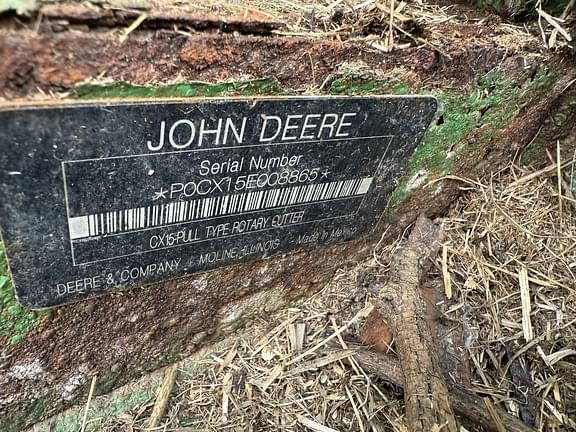 JOHN DEERE
Serial Number
*P0CX15E008865*
CX15-PULL TYPE ROTARY CUTTER
DEERE & COMPANY / MOLINE, ILLINOIS - Made in Mexico